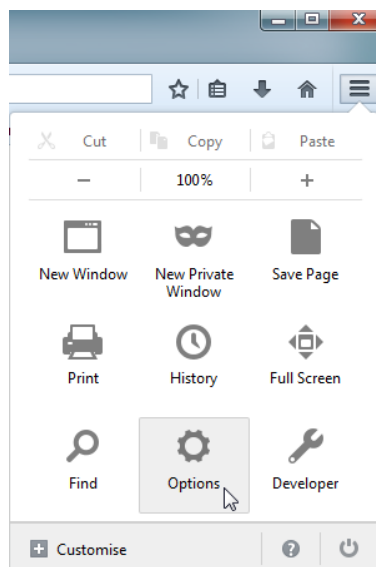 Cut Copy Paste
− 100% +
New Window New Private Window Save Page
Print History Full Screen
Find Options Developer
Customise